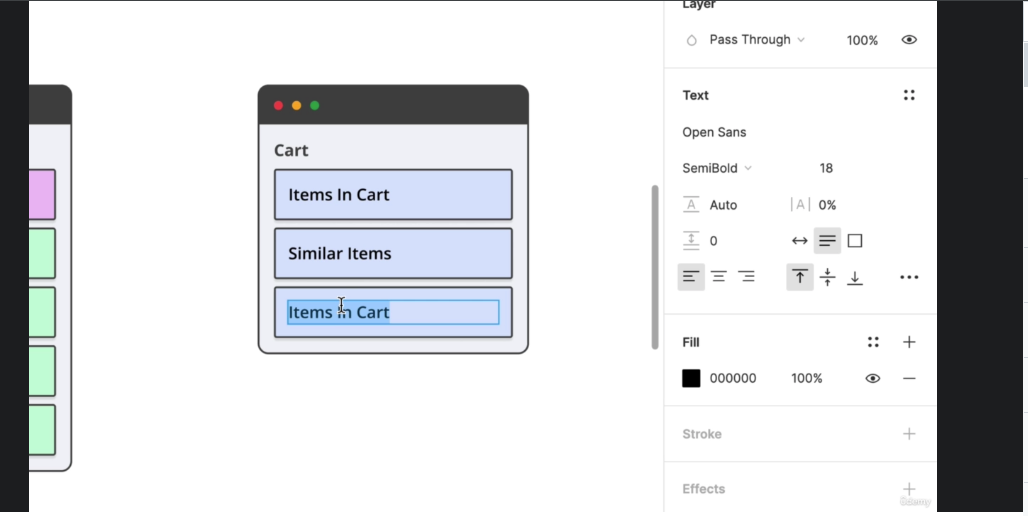 Layer
Pass Through 100%
Text
Open Sans
SemiBold 18
A Auto |A| 0%
0
Fill
000000 100%
Stroke
Effects
Cart
Items In Cart
Similar Items
Items In Cart
ûdemy